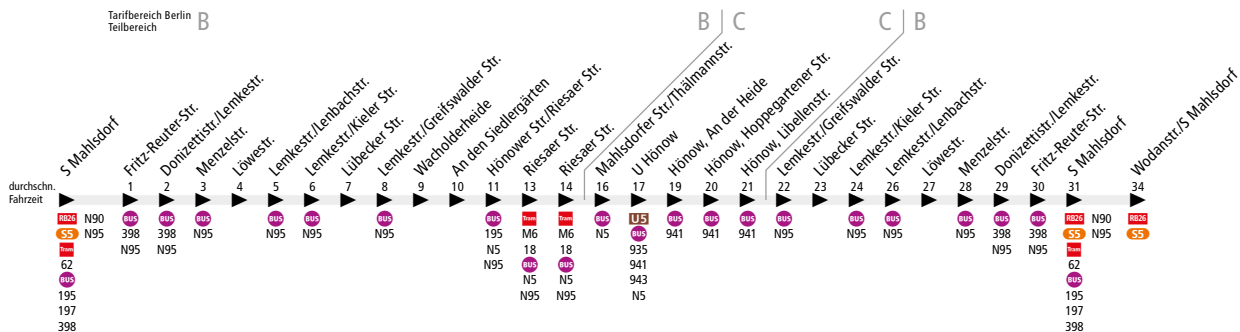 Tarifbereich Berlin
Teilbereich
B
B
C
C
B
S Mahlsdorf
Fritz-Reuter-Str.
Donizettistr./Lemkestr.
Menzelstr.
Löwestr.
Lemkestr./Lenbachstr.
Lemkestr./Kieler Str.
Lübecker Str.
Lemkestr./Greifswalder Str.
Wacholderheide
An den Siedlergärten
Hönower Str./Riesaer Str.
Riesaer Str.
Riesaer Str.
Mahlsdorfer Str./Thälmannstr.
U Hönow
Hönow, An der Heide
Hönow, Hoppegartener Str.
Hönow, Libellenstr.
Lemkestr./Greifswalder Str.
Lübecker Str.
Lemkestr./Kieler Str.
Lemkestr./Lenbachstr.
Löwestr.
Menzelstr.
Donizettistr./Lemkestr.
Fritz-Reuter-Str.
S Mahlsdorf
Wodanstr./S Mahlsdorf
durchschn.
Fahrzeit
1 2 3 4 5 6 7 8 9 10 11 13 14 16 17 19 20 21 22 23 24 26 27 28 29 30 31 34
RB26 N90
S5 N95
Tram
62
BUS
195
197
398
BUS
398
N95
BUS
398
N95
BUS
N95
BUS
N95
BUS
N95
BUS
N95
BUS
195
N5
N95
Tram
M6
18
BUS
N5
N95
Tram
M6
18
BUS
N5
N95
BUS
N5
U5
BUS
935
941
943
N5
BUS
941
BUS
941
BUS
941
BUS
N95
BUS
N95
BUS
N95
BUS
N95
BUS
398
N95
BUS
398
N95
RB26 N90
S5 N95
Tram
62
BUS
195
197
398
RB26
S5